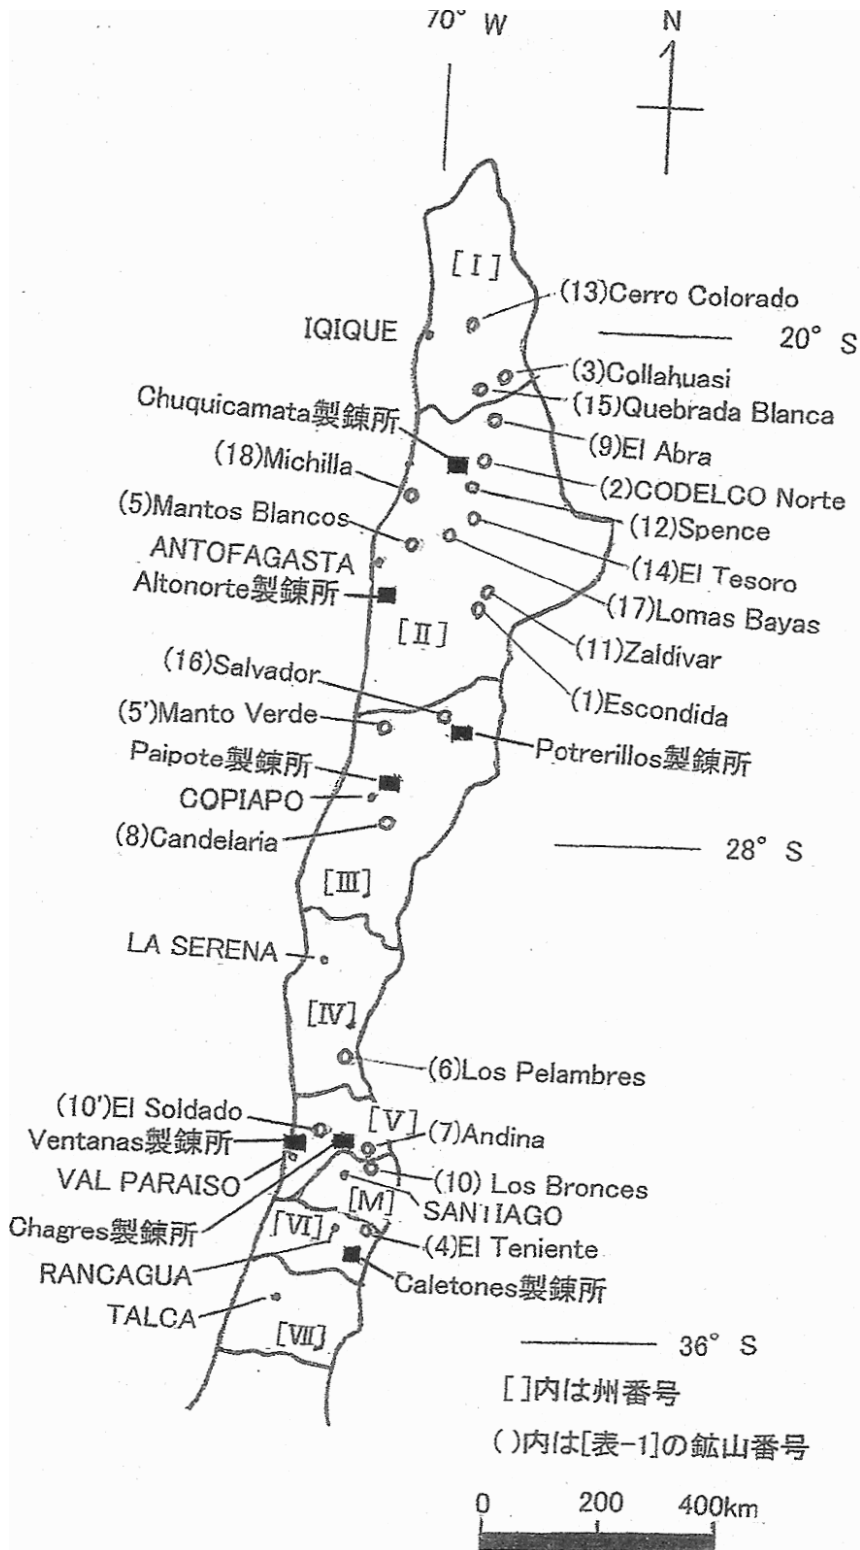 70° W
N
[I]
(13)Cerro Colorado
IQIQUE
20° S
(3)Collahuasi
(15)Quebrada Blanca
Chuquicamata製錬所
(9)El Abra
(18)Michilla
(2)CODELCO Norte
(5)Mantos Blancos
(12)Spence
ANTOFAGASTA
(14)El Tesoro
Altonorte製錬所
(17)Lomas Bayas
[II]
(11)Zaldivar
(16)Salvador
(1)Escondida
(5')Manto Verde
Potrerillos製錬所
Paipote製錬所
COPIAPO
(8)Candelaria
28° S
[III]
LA SERENA
[IV]
(6)Los Pelambres
(10')El Soldado
[V]
(7)Andina
Ventanas製錬所
VAL PARAISO
(10) Los Bronces
[M]
SANTIAGO
Chagres製錬所
[VI]
(4)El Teniente
RANCAGUA
Caletones製錬所
TALCA
[VII]
36° S
[ ]内は州番号
( )内は[表-1]の鉱山番号
0 200 400km